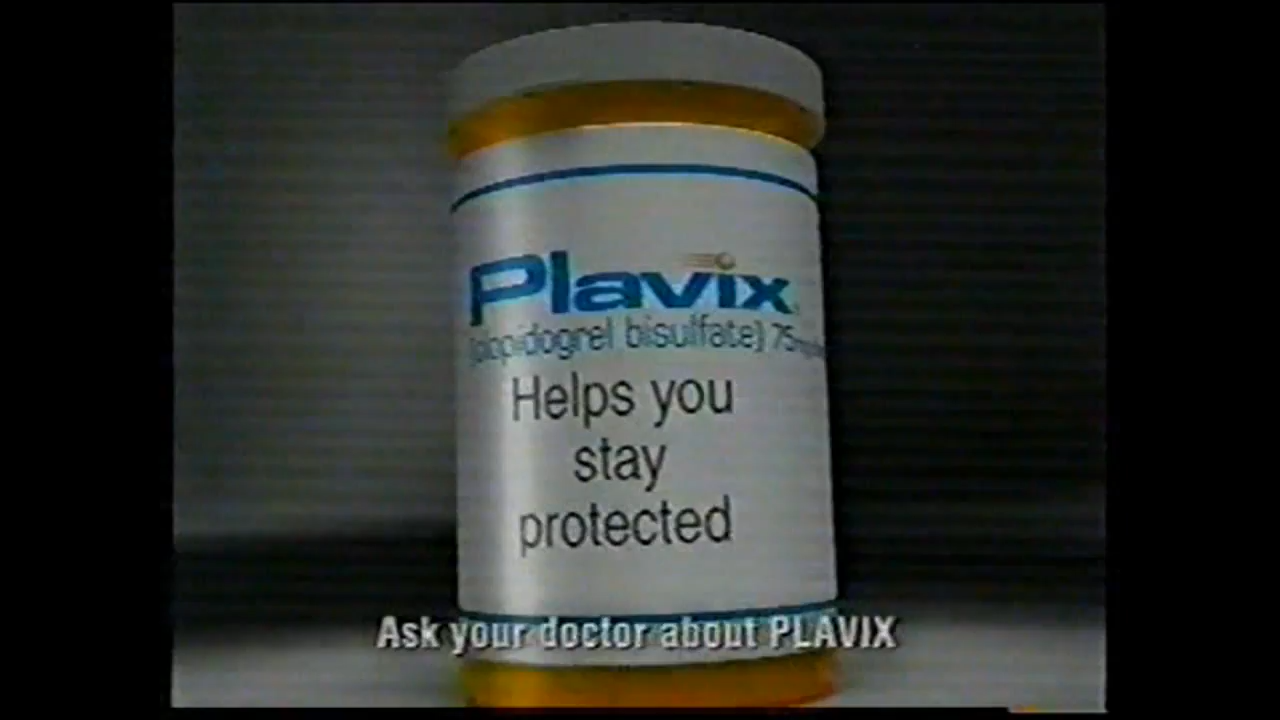 Plavix
(clopidogrel bisulfate) 75
Helps you
stay
protected
Ask your doctor about PLAVIX